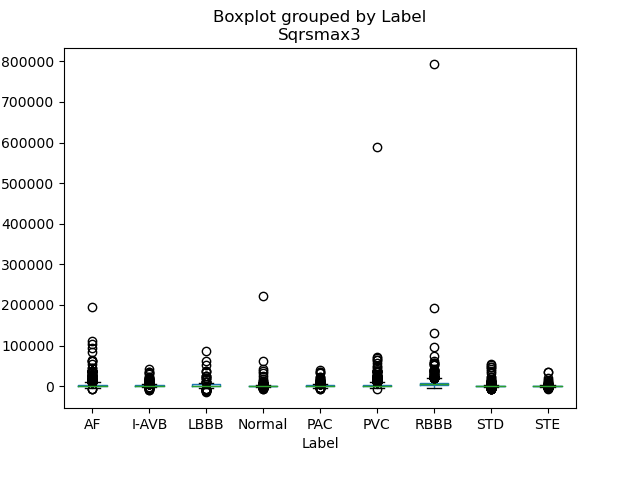 Boxplot grouped by Label
Sqrsmax3
800000
700000
600000
500000
400000
300000
200000
100000
0
AF I-AVB LBBB Normal PAC PVC RBBB STD STE
Label